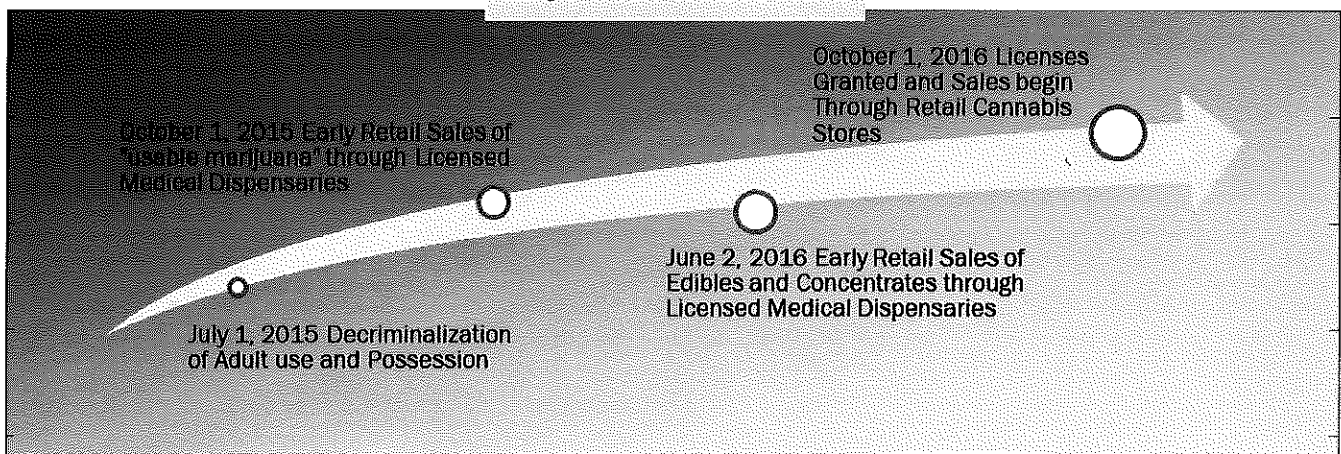 October 1, 2015 Early Retail Sales of
"usable marijuana" through Licensed
Medical Dispensaries
October 1, 2016 Licenses
Granted and Sales begin
Through Retail Cannabis
Stores
July 1, 2015 Decriminalization
of Adult use and Possession
June 2, 2016 Early Retail Sales of
Edibles and Concentrates through
Licensed Medical Dispensaries